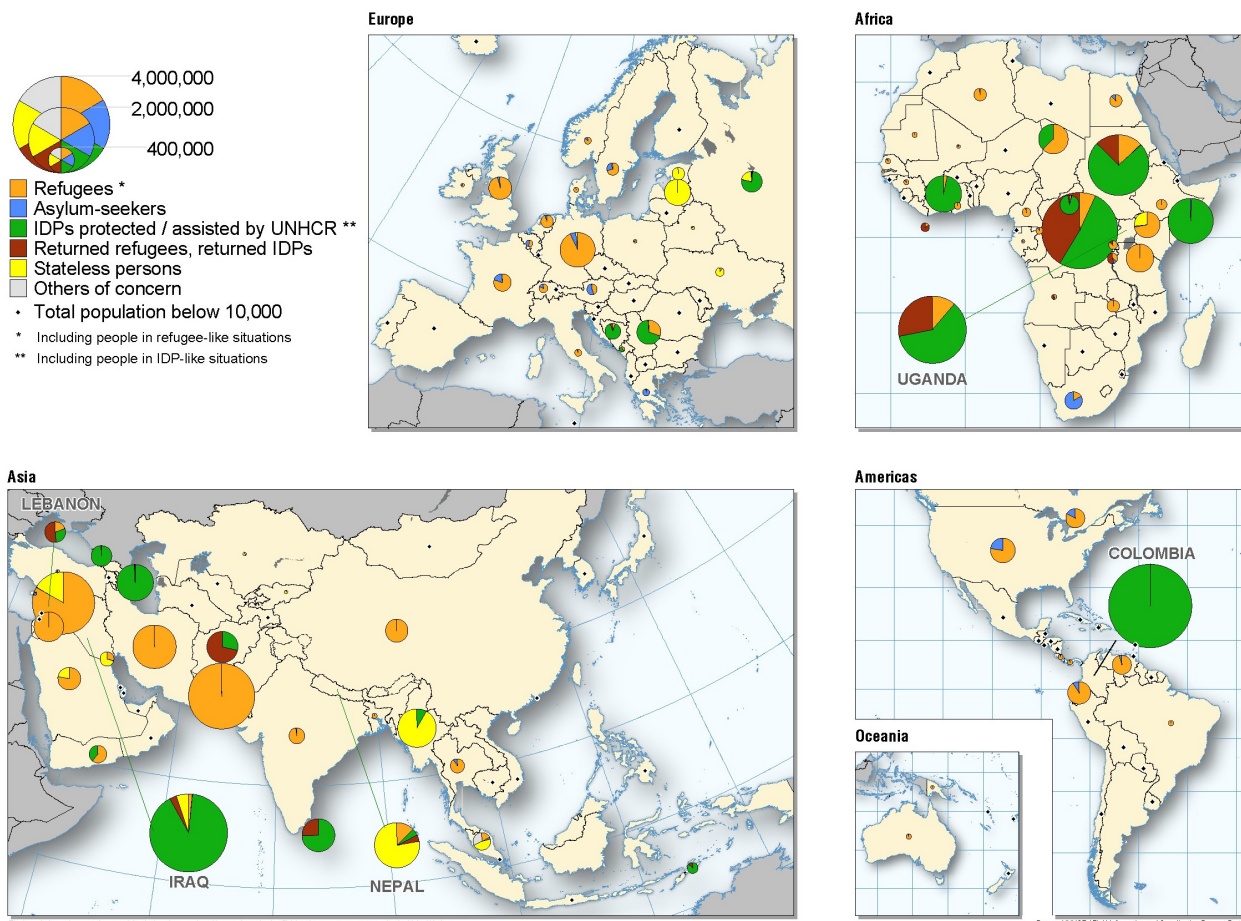 Europe
Africa
4,000,000
2,000,000
400,000
Refugees *
Asylum-seekers
IDPs protected / assisted by UNHCR **
Returned refugees, returned IDPs
Stateless persons
Others of concern
Total population below 10,000
* Including people in refugee-like situations
** Including people in IDP-like situations
UGANDA
Asia
Americas
LEBANON
COLOMBIA
Oceania
IRAQ
NEPAL